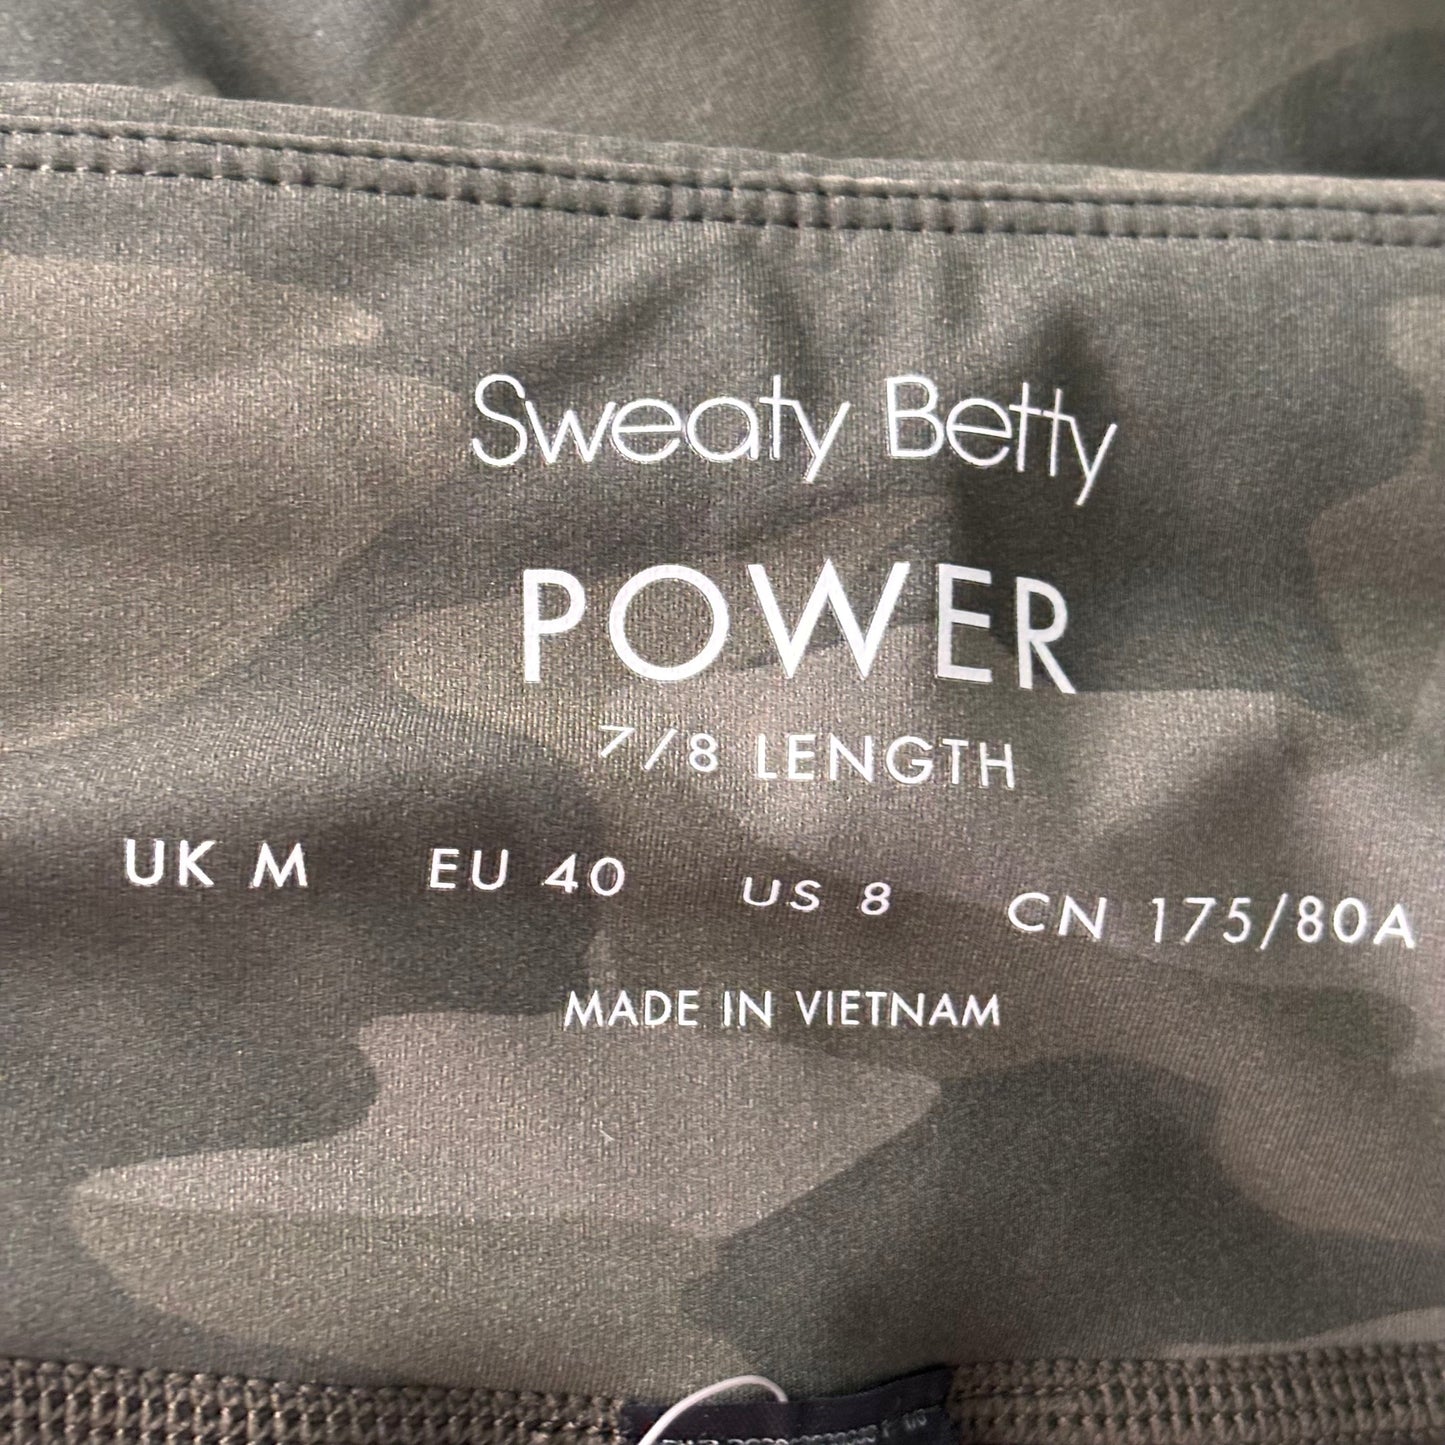 Sweaty Betty
POWER
7/8 LENGTH
UK M EU 40 US 8 CN 175/80A
MADE IN VIETNAM